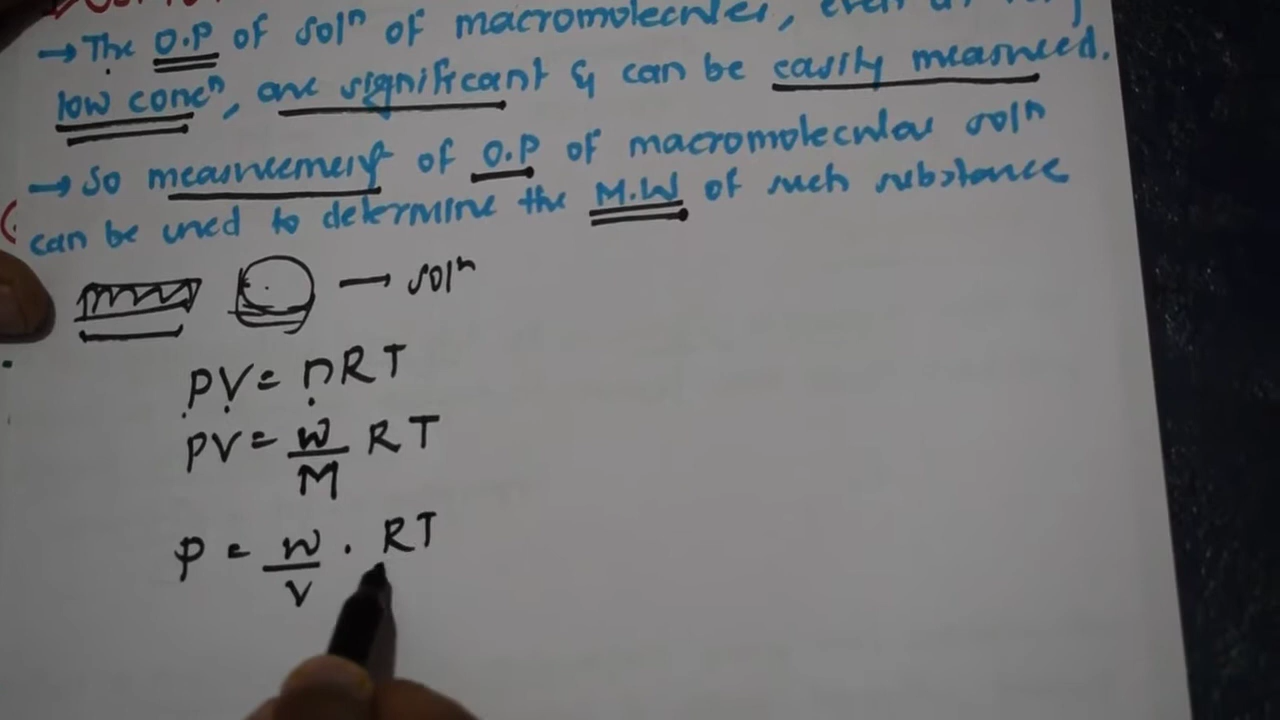 → The O.P of solⁿ of macromolecules, even at very
low concⁿ, are significant & can be easily measured.
→ So measurement of O.P of macromolecular solⁿ
can be used to determine the M.W of such substance
→ solⁿ
PV = nRT
PV = W/M RT
P = W/V . RT